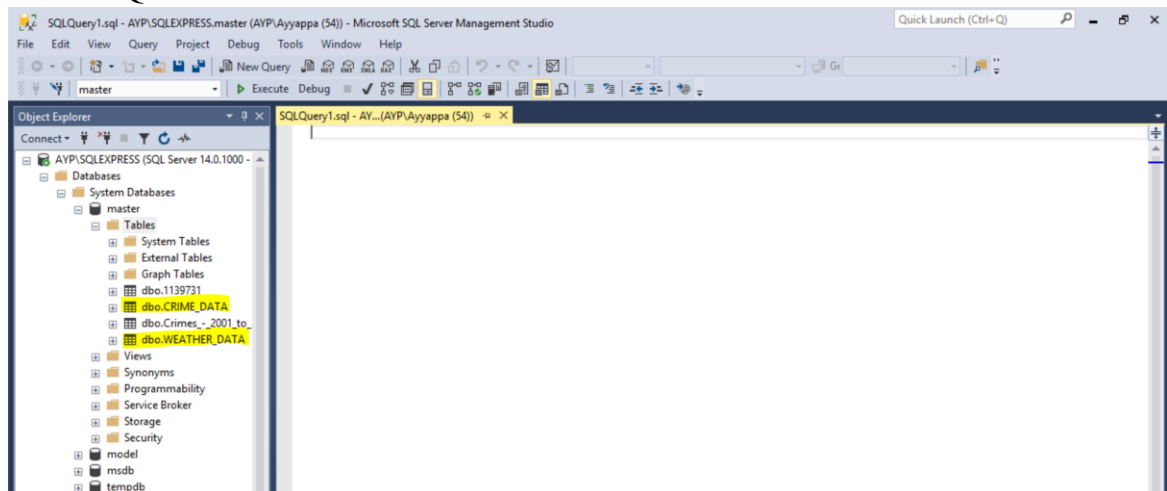 SQLQuery1.sql - AYP\SQLEXPRESS.master (AYP\Ayyappa (54)) - Microsoft SQL Server Management Studio
Quick Launch (Ctrl+Q)
File Edit View Query Project Debug Tools Window Help
New Query
master Execute Debug
Object Explorer
SQLQuery1.sql - AY...(AYP\Ayyappa (54))
Connect
AYP\SQLEXPRESS (SQL Server 14.0.1000 -
Databases
System Databases
master
Tables
System Tables
External Tables
Graph Tables
dbo.1139731
dbo.CRIME_DATA
dbo.Crimes_-_2001_to_
dbo.WEATHER_DATA
Views
Synonyms
Programmability
Service Broker
Storage
Security
model
msdb
tempdb